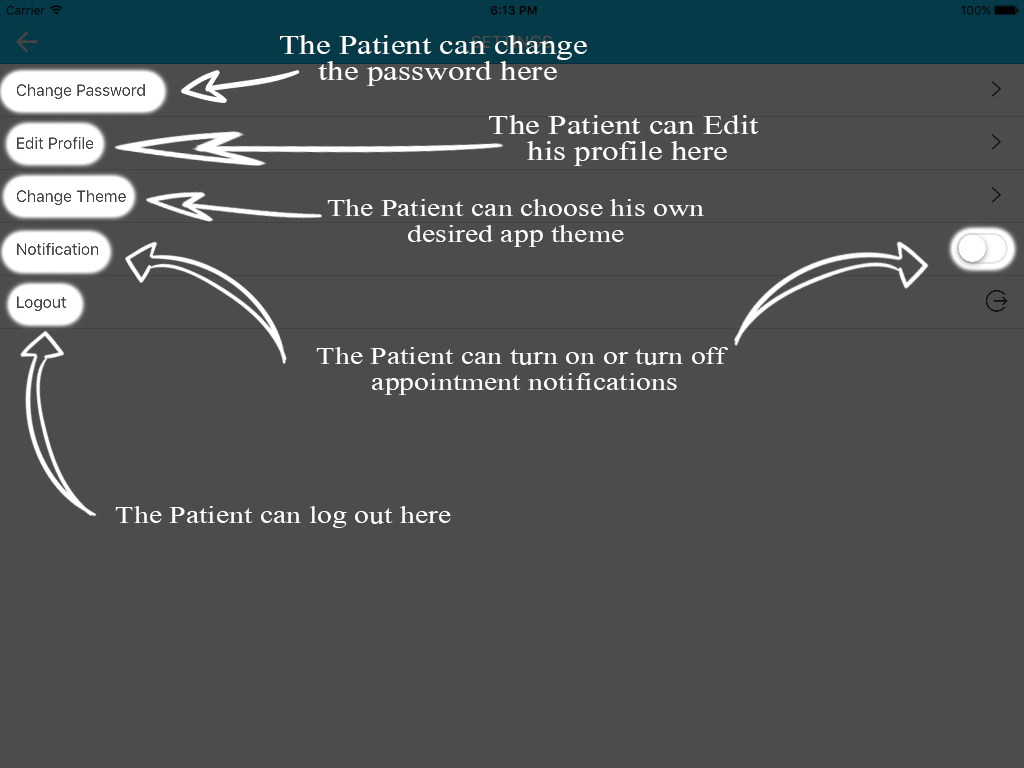 Carrier 6:13 PM 100%
SETTINGS
The Patient can change
the password here
Change Password
The Patient can Edit
his profile here
Edit Profile
Change Theme
The Patient can choose his own
desired app theme
Notification
Logout
The Patient can turn on or turn off
appointment notifications
The Patient can log out here